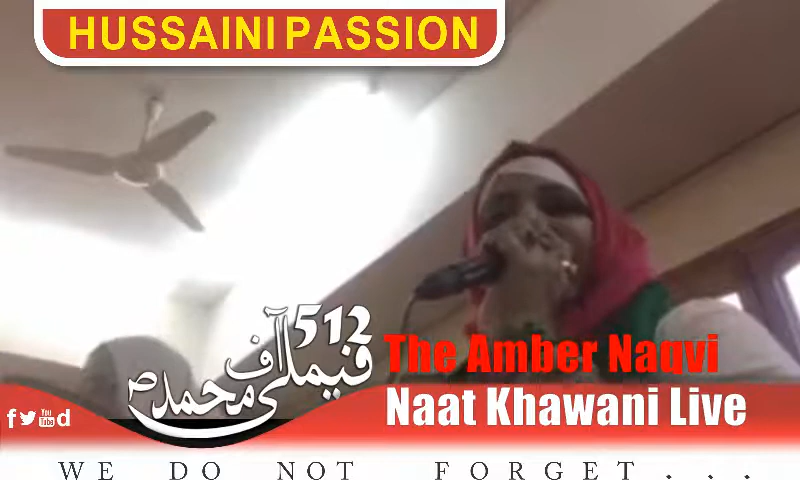 HUSSAINI PASSION
512
فیملی آف محمدؐ
The Amber Naqvi
Naat Khawani Live
f You Tube d
WE DO NOT FORGET...